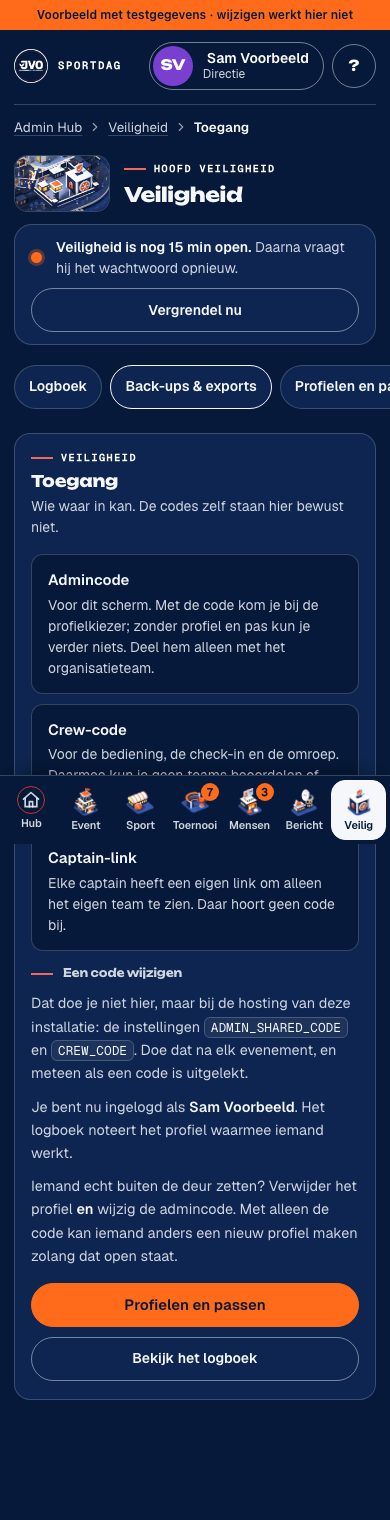 Voorbeeld met testgegevens · wijzigen werkt hier niet
JVO SPORTDAG
SV Sam Voorbeeld
Directie
?
Admin Hub > Veiligheid > Toegang
HOOFD VEILIGHEID
Veiligheid
Veiligheid is nog 15 min open. Daarna vraagt
hij het wachtwoord opnieuw.
Vergrendel nu
Logboek Back-ups & exports Profielen en pa
VEILIGHEID
Toegang
Wie waar in kan. De codes zelf staan hier bewust
niet.
Admincode
Voor dit scherm. Met de code kom je bij de
profielkiezer; zonder profiel en pas kun je
verder niets. Deel hem alleen met het
organisatieteam.
Crew-code
Voor de bediening, de check-in en de omroep.
Daarmee kun je geen teams beoordelen of
7 3
Hub Event Sport Toernooi Mensen Bericht Veilig
Captain-link
Elke captain heeft een eigen link om alleen
het eigen team te zien. Daar hoort geen code
bij.
Een code wijzigen
Dat doe je niet hier, maar bij de hosting van deze
installatie: de instellingen ADMIN_SHARED_CODE
en CREW_CODE. Doe dat na elk evenement, en
meteen als een code is uitgelekt.
Je bent nu ingelogd als Sam Voorbeeld. Het
logboek noteert het profiel waarmee iemand
werkt.
Iemand echt buiten de deur zetten? Verwijder het
profiel en wijzig de admincode. Met alleen de
code kan iemand anders een nieuw profiel maken
zolang dat open staat.
Profielen en passen
Bekijk het logboek